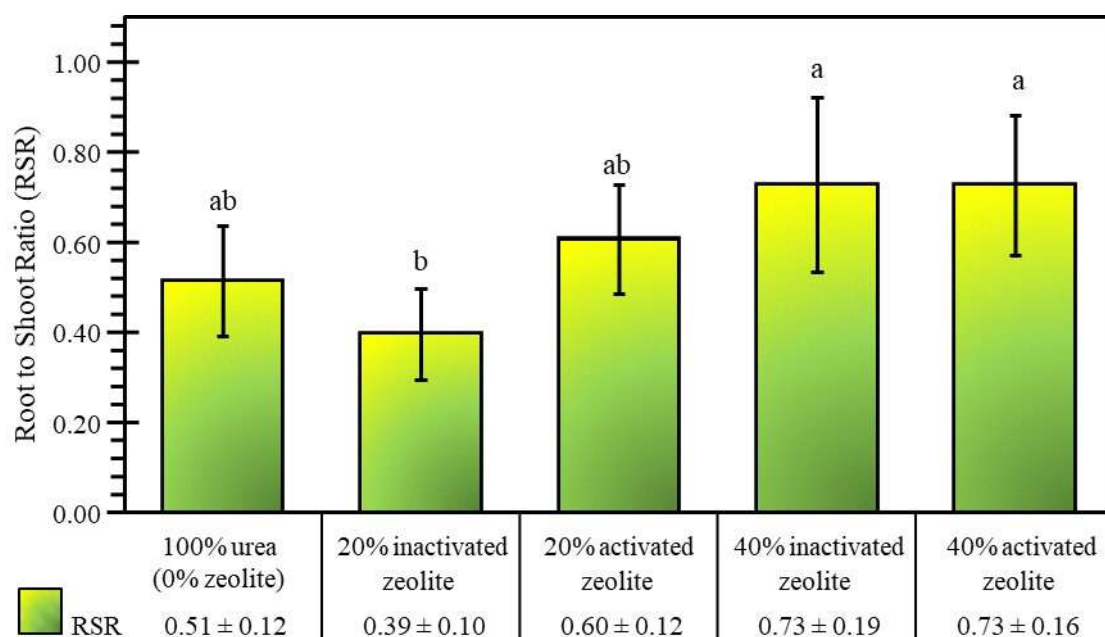 Root to Shoot Ratio (RSR)
1.00
0.80
0.60
0.40
0.20
0.00
ab
b
ab
a
a
100% urea
(0% zeolite)
20% inactivated
zeolite
20% activated
zeolite
40% inactivated
zeolite
40% activated
zeolite
RSR
0.51 ± 0.12
0.39 ± 0.10
0.60 ± 0.12
0.73 ± 0.19
0.73 ± 0.16